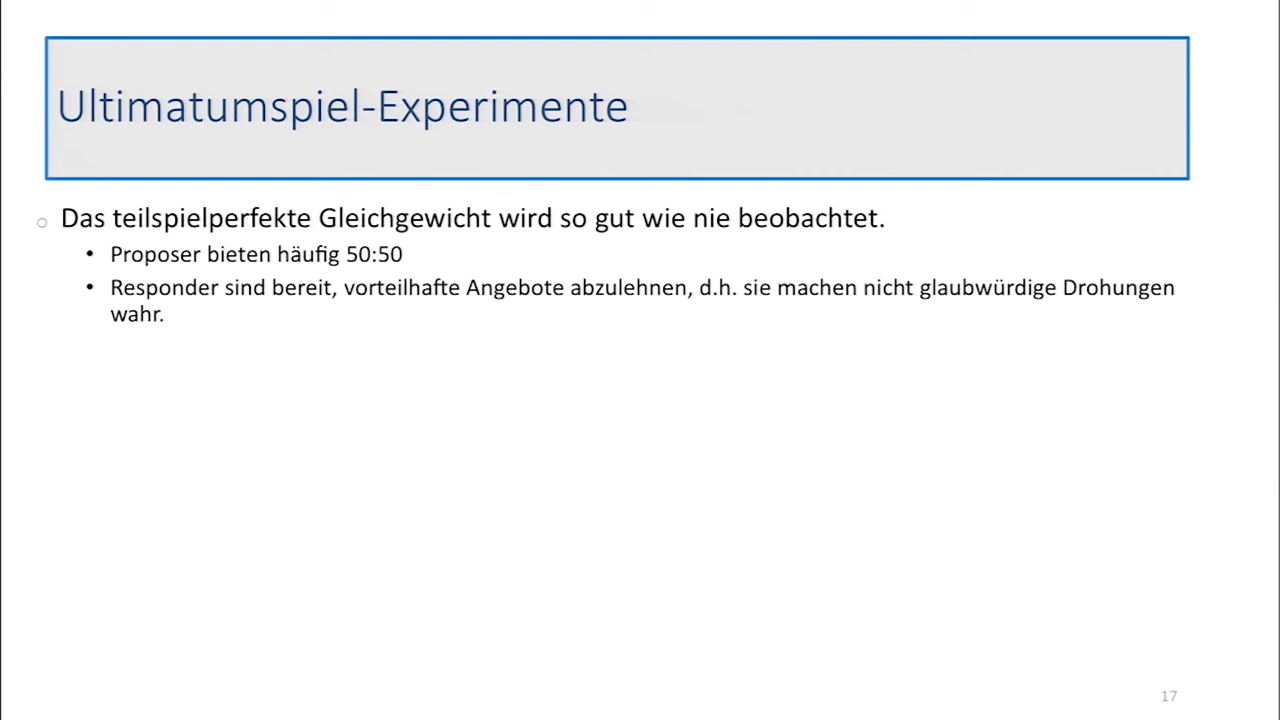 Ultimatumspiel-Experimente
Das teilspielperfekte Gleichgewicht wird so gut wie nie beobachtet.
• Proposer bieten häufig 50:50
• Responder sind bereit, vorteilhafte Angebote abzulehnen, d.h. sie machen nicht glaubwürdige Drohungen
wahr.
17